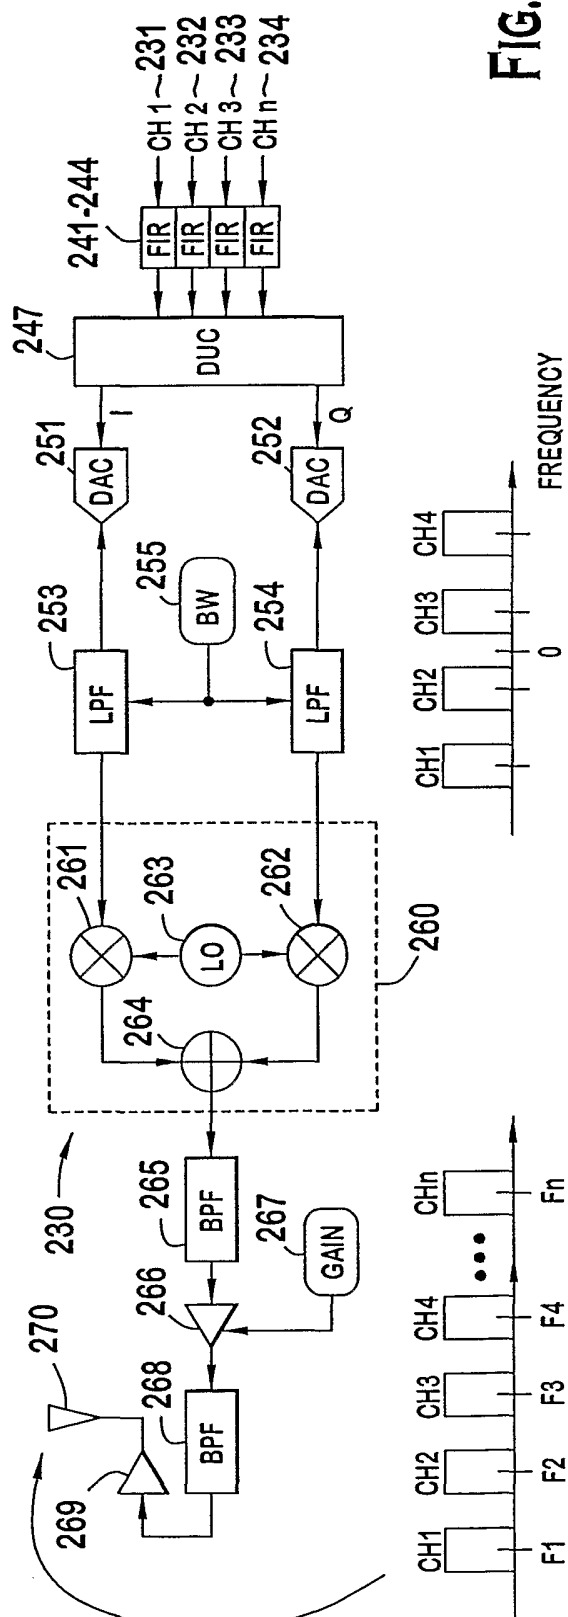 FIG.
CH 1 ~ 231
CH 2 ~ 232
CH 3 ~ 233
CH n ~ 234
241-244
FIR
FIR
FIR
FIR
247
DUC
I
Q
251
DAC
252
DAC
253
LPF
255
BW
254
LPF
261
263
LO
262
264
260
230
265
BPF
266
267
GAIN
268
BPF
269
270
CH1
CH2
CH3
CH4
0
FREQUENCY
CH1
CH2
CH3
CH4
CHn
F1
F2
F3
F4
Fn